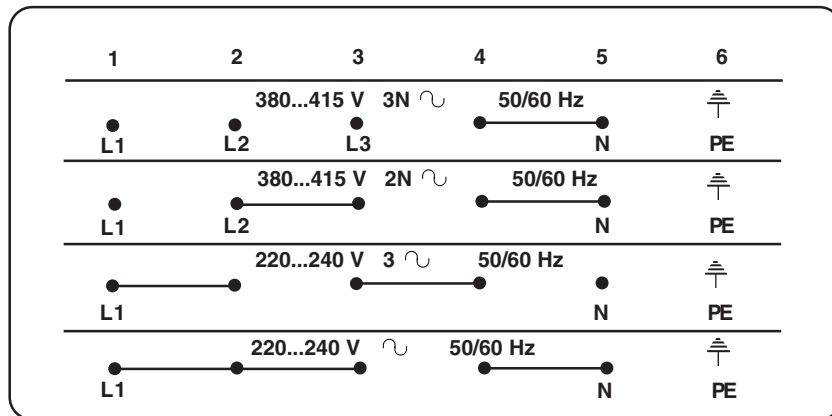 1 2 3 4 5 6
380...415 V 3N 50/60 Hz
L1 L2 L3 N PE
380...415 V 2N 50/60 Hz
L1 L2 N PE
220...240 V 3 50/60 Hz
L1 N PE
220...240 V 50/60 Hz
L1 N PE